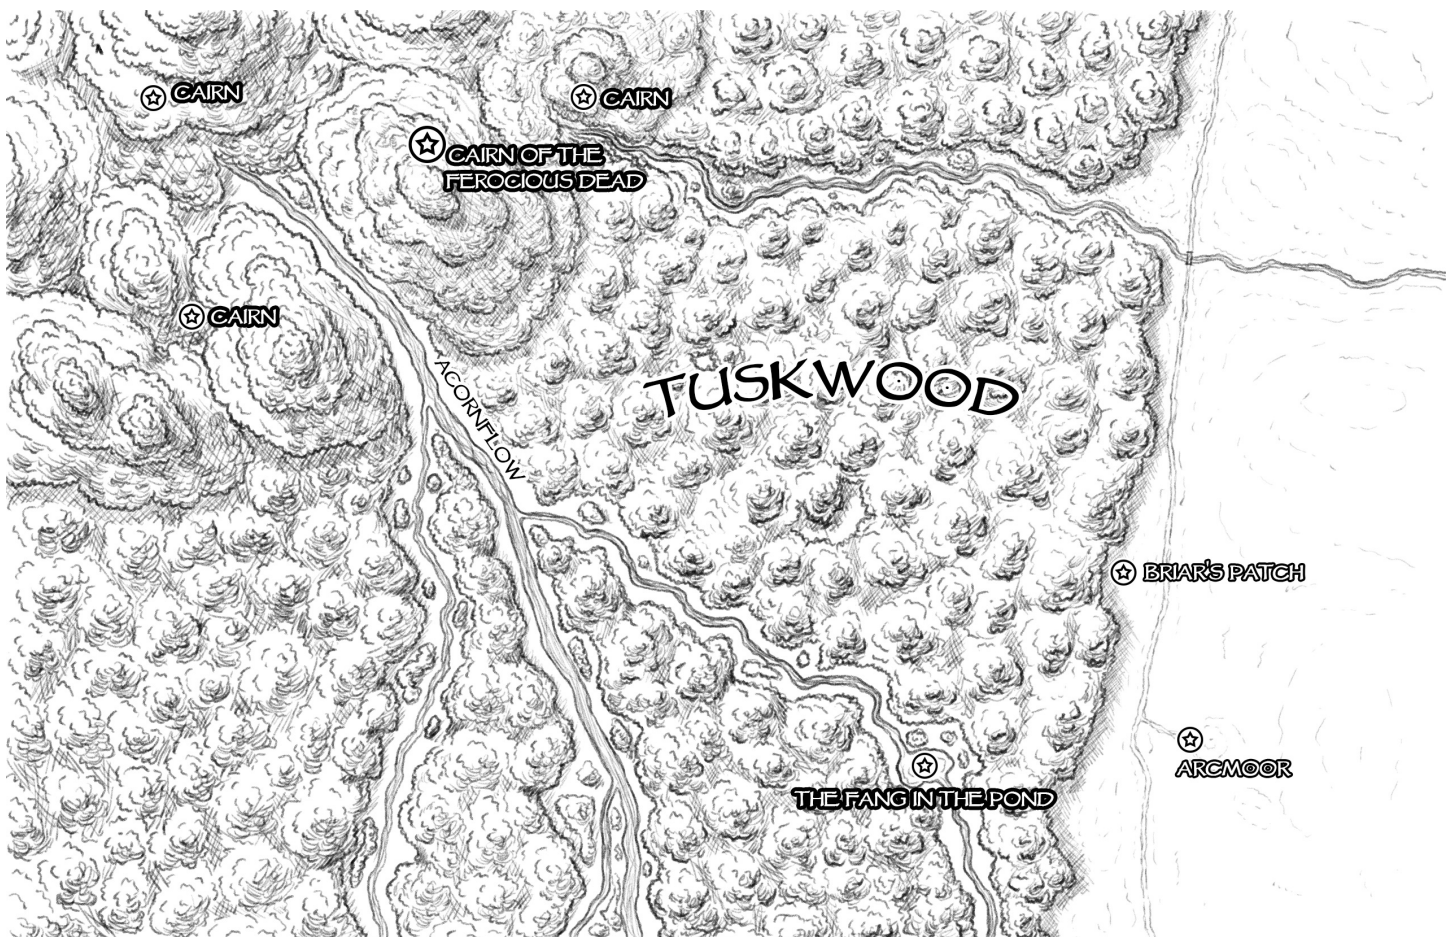 CAIRN
CAIRN
CAIRN OF THE
FEROCIOUS DEAD
CAIRN
ACORNFLOW
TUSKWOOD
BRIAR'S PATCH
ARCMOOR
THE FANG IN THE POND